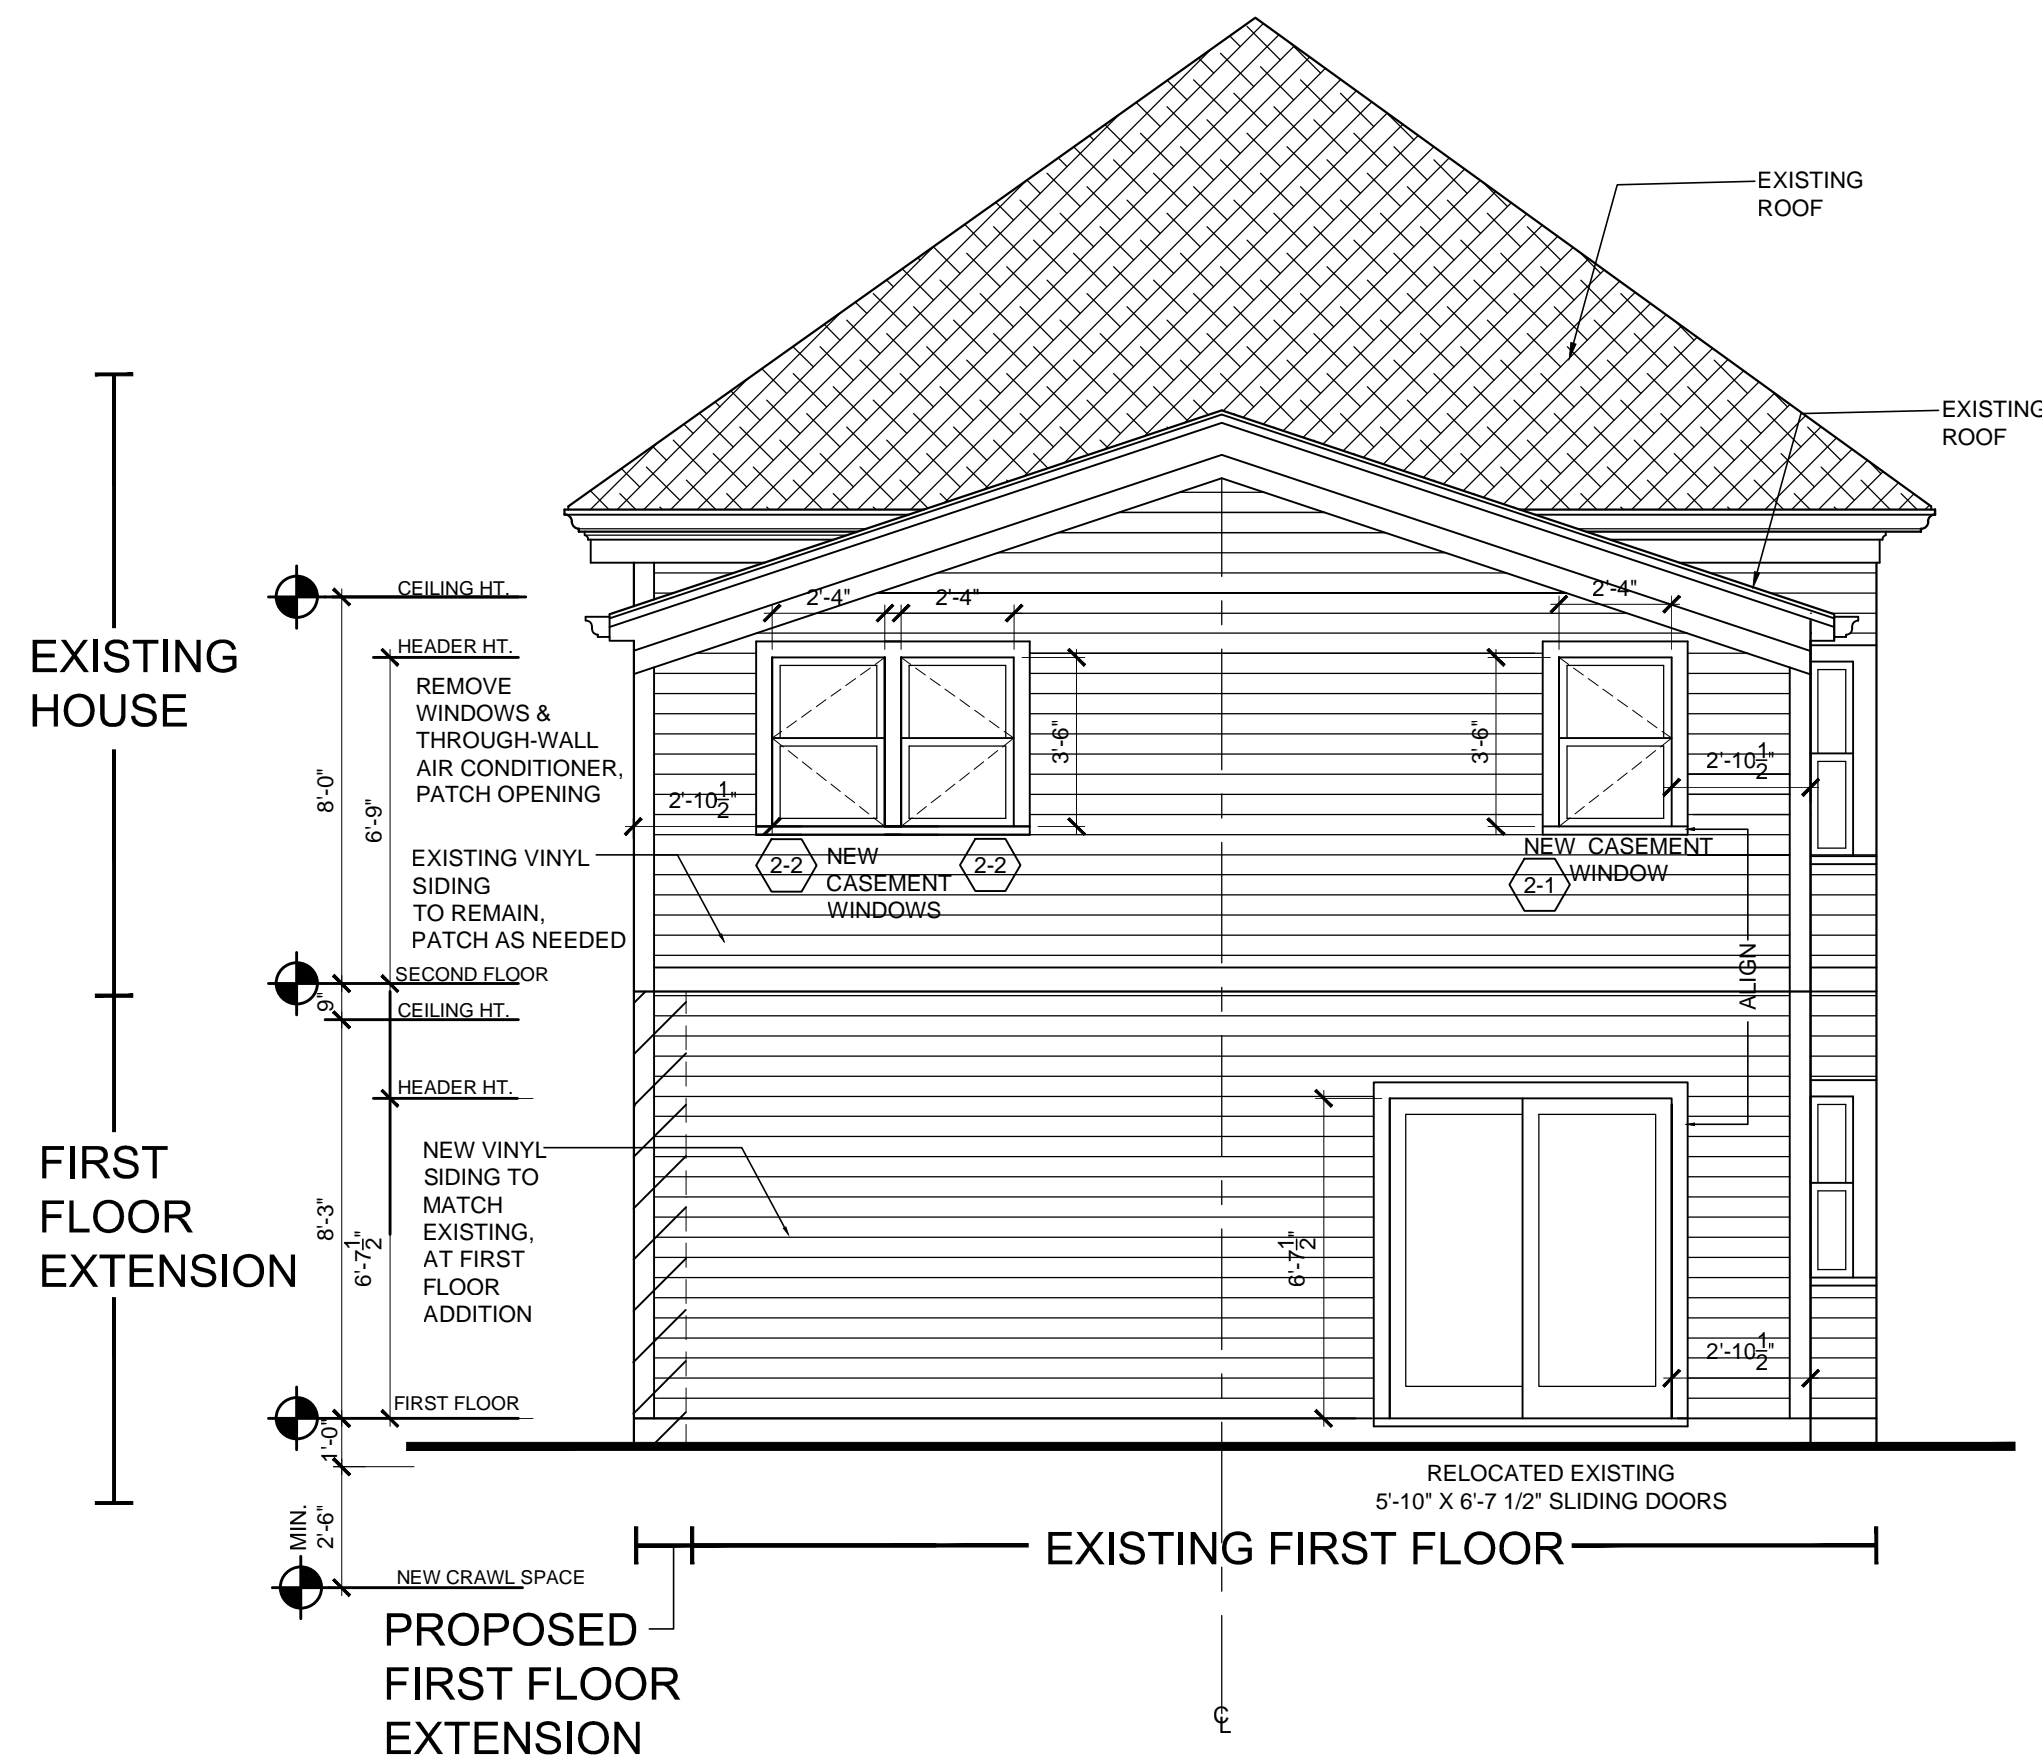 EXISTING
ROOF
EXISTING
ROOF
EXISTING
HOUSE
CEILING HT.
HEADER HT.
REMOVE
WINDOWS &
THROUGH-WALL
AIR CONDITIONER,
PATCH OPENING
8'-0"
6'-9"
EXISTING VINYL
SIDING
TO REMAIN,
PATCH AS NEEDED
SECOND FLOOR
9"
CEILING HT.
2'-4"
2'-4"
2'-4"
3'-6"
3'-6"
2'-10 1/2"
2'-10 1/2"
2-2
NEW
CASEMENT
WINDOWS
2-2
NEW CASEMENT
WINDOW
2-1
ALIGN
FIRST
FLOOR
EXTENSION
HEADER HT.
NEW VINYL
SIDING TO
MATCH
EXISTING,
AT FIRST
FLOOR
ADDITION
8'-3"
6'-7 1/2"
6'-7 1/2"
2'-10 1/2"
FIRST FLOOR
1'-0"
MIN.
2'-6"
NEW CRAWL SPACE
RELOCATED EXISTING
5'-10" X 6'-7 1/2" SLIDING DOORS
EXISTING FIRST FLOOR
PROPOSED
FIRST FLOOR
EXTENSION
CL